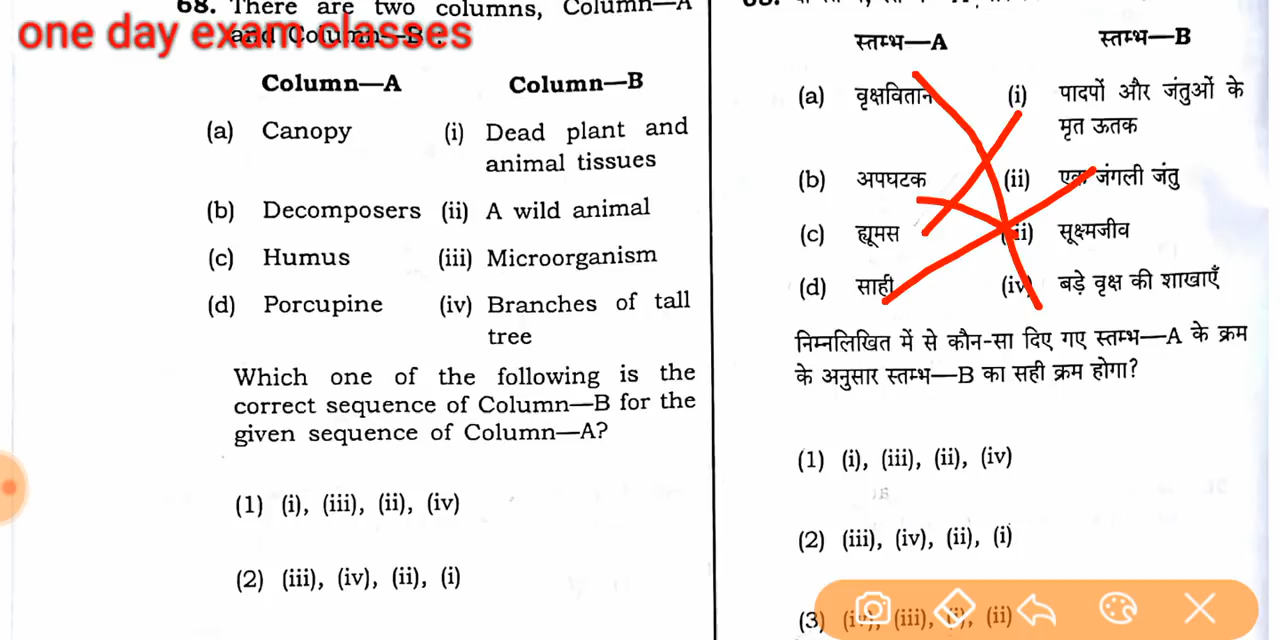 68. There are two columns, Column—A
and Column—B :
one day exam classes
Column—A Column—B
(a) Canopy (i) Dead plant and
animal tissues
(b) Decomposers (ii) A wild animal
(c) Humus (iii) Microorganism
(d) Porcupine (iv) Branches of tall
tree
Which one of the following is the
correct sequence of Column—B for the
given sequence of Column—A?
(1) (i), (iii), (ii), (iv)
(2) (iii), (iv), (ii), (i)
स्तम्भ—A स्तम्भ—B
(a) वृक्षवितान (i) पादपों और जंतुओं के
मृत ऊतक
(b) अपघटक (ii) एक जंगली जंतु
(c) ह्यूमस (iii) सूक्ष्मजीव
(d) साही (iv) बड़े वृक्ष की शाखाएँ
निम्नलिखित में से कौन-सा दिए गए स्तम्भ—A के क्रम
के अनुसार स्तम्भ—B का सही क्रम होगा?
(1) (i), (iii), (ii), (iv)
(2) (iii), (iv), (ii), (i)
(3) (iv), (iii), (i), (ii)